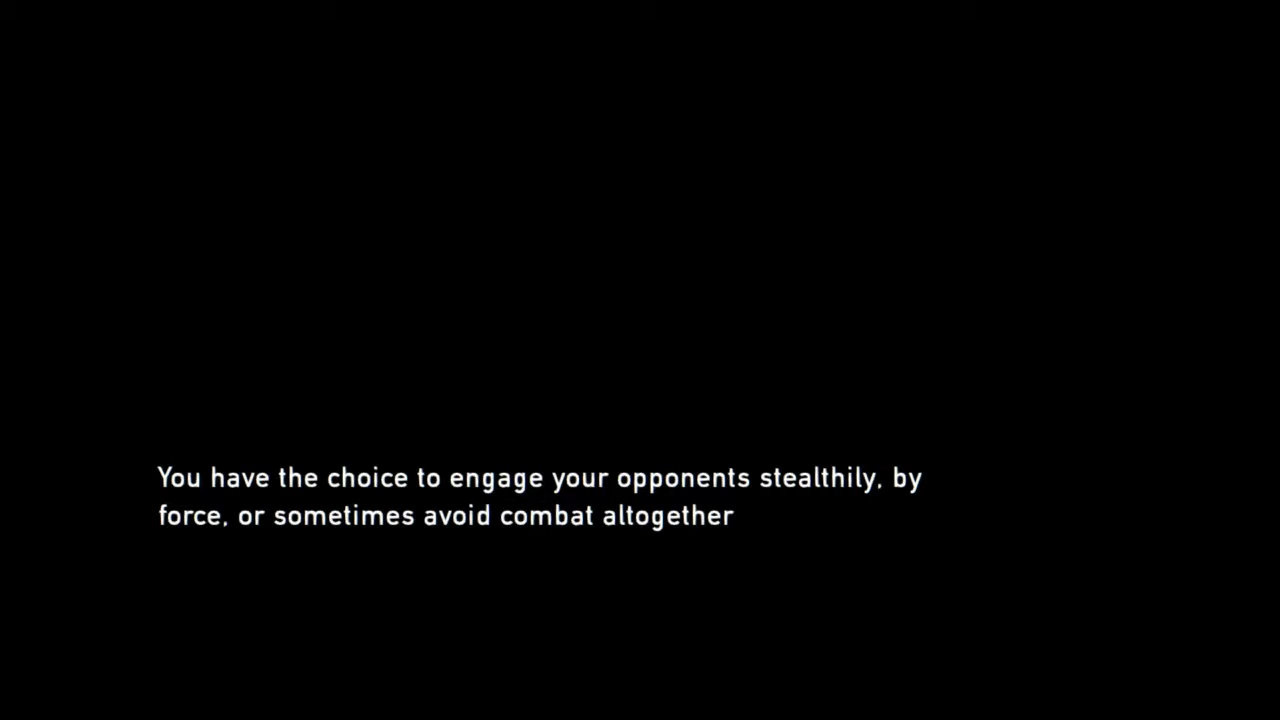 You have the choice to engage your opponents stealthily, by
force, or sometimes avoid combat altogether